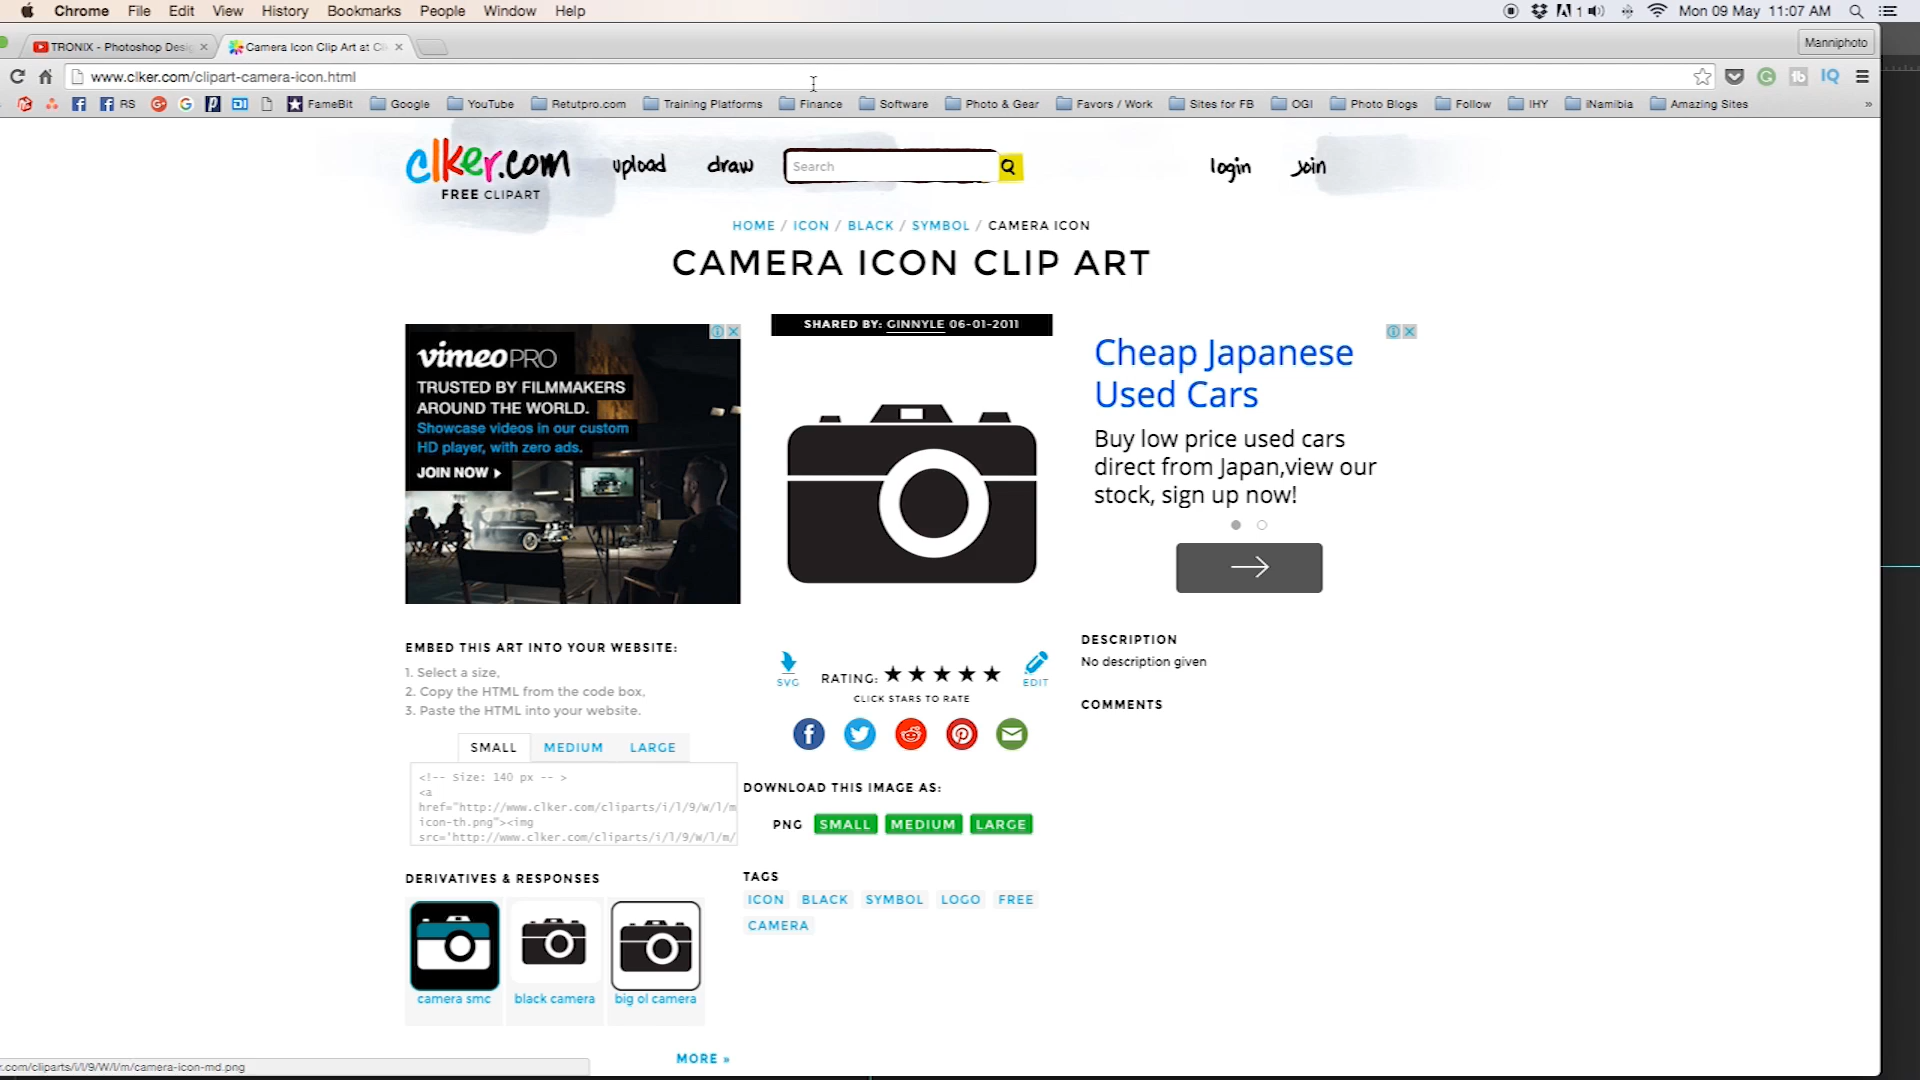 Chrome File Edit View History Bookmarks People Window Help
1 Mon 09 May 11:07 AM
TRONIX - Photoshop Desi
Camera Icon Clip Art at Cl
Manniphoto
www.clker.com/clipart-camera-icon.html
IQ
RS FameBit Google YouTube Retutpro.com Training Platforms Finance Software Photo & Gear Favors / Work Sites for FB OGI Photo Blogs Follow IHY iNamibia Amazing Sites »
clker.com
FREE CLIPART
upload draw Search login join
HOME / ICON / BLACK / SYMBOL / CAMERA ICON
CAMERA ICON CLIP ART
SHARED BY: GINNYLE 06-01-2011
vimeo PRO
TRUSTED BY FILMMAKERS
AROUND THE WORLD.
Showcase videos in our custom
HD player, with zero ads.
JOIN NOW
Cheap Japanese
Used Cars
Buy low price used cars
direct from Japan,view our
stock, sign up now!
EMBED THIS ART INTO YOUR WEBSITE:
1. Select a size,
2. Copy the HTML from the code box,
3. Paste the HTML into your website.
SMALL MEDIUM LARGE
<!-- Size: 140 px -- >
<a
href="http://www.clker.com/cliparts/i/l/9/W/l/m
icon-th.png"><img
src='http://www.clker.com/cliparts/i/l/9/W/l/m/
SVG
RATING:
CLICK STARS TO RATE
EDIT
DOWNLOAD THIS IMAGE AS:
PNG SMALL MEDIUM LARGE
TAGS
ICON BLACK SYMBOL LOGO FREE
CAMERA
DESCRIPTION
No description given
COMMENTS
DERIVATIVES & RESPONSES
camera smc black camera big ol camera
MORE »
r.com/cliparts/i/l/9/W/l/m/camera-icon-md.png